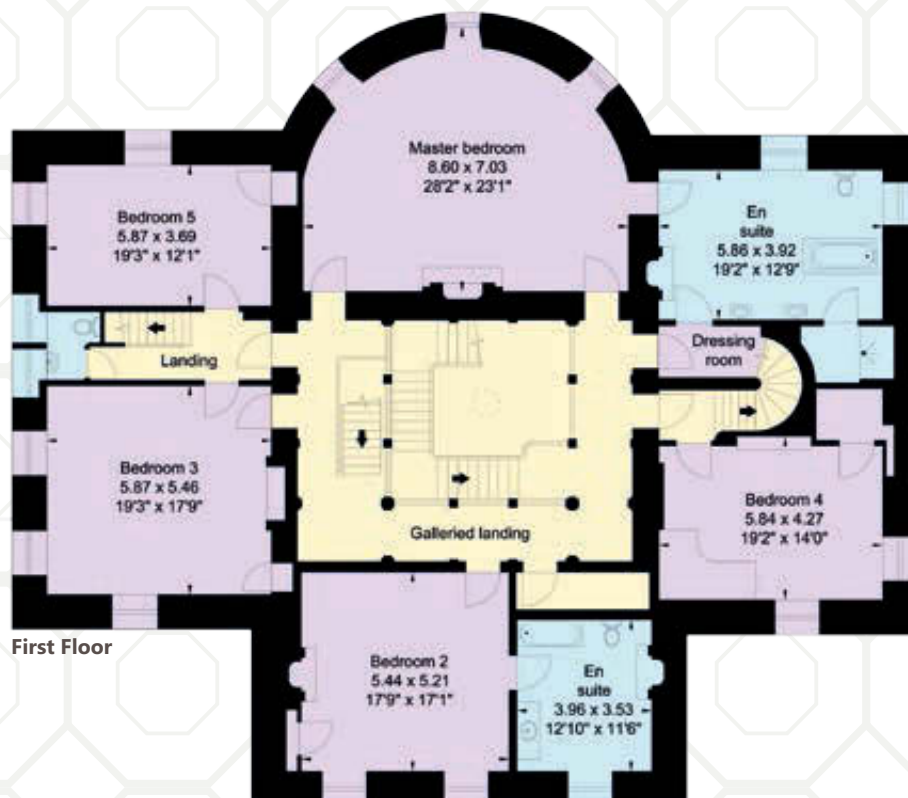 Master bedroom
8.60 x 7.03
28'2" x 23'1"
Bedroom 5
5.87 x 3.69
19'3" x 12'1"
En
suite
5.86 x 3.92
19'2" x 12'9"
Landing
Dressing
room
Bedroom 3
5.87 x 5.46
19'3" x 17'9"
Bedroom 4
5.84 x 4.27
19'2" x 14'0"
Galleried landing
First Floor
Bedroom 2
5.44 x 5.21
17'9" x 17'1"
En
suite
3.96 x 3.53
12'10" x 11'6"